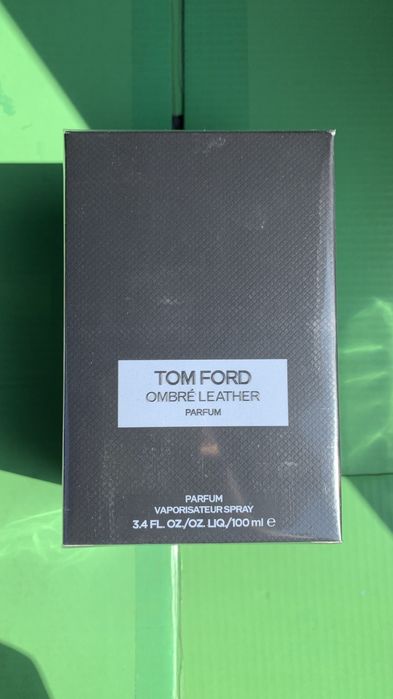 TOM FORD
OMBRÉ LEATHER
PARFUM
PARFUM
VAPORISATEUR SPRAY
3.4 FL. OZ./OZ. LIQ./100 ml ℮